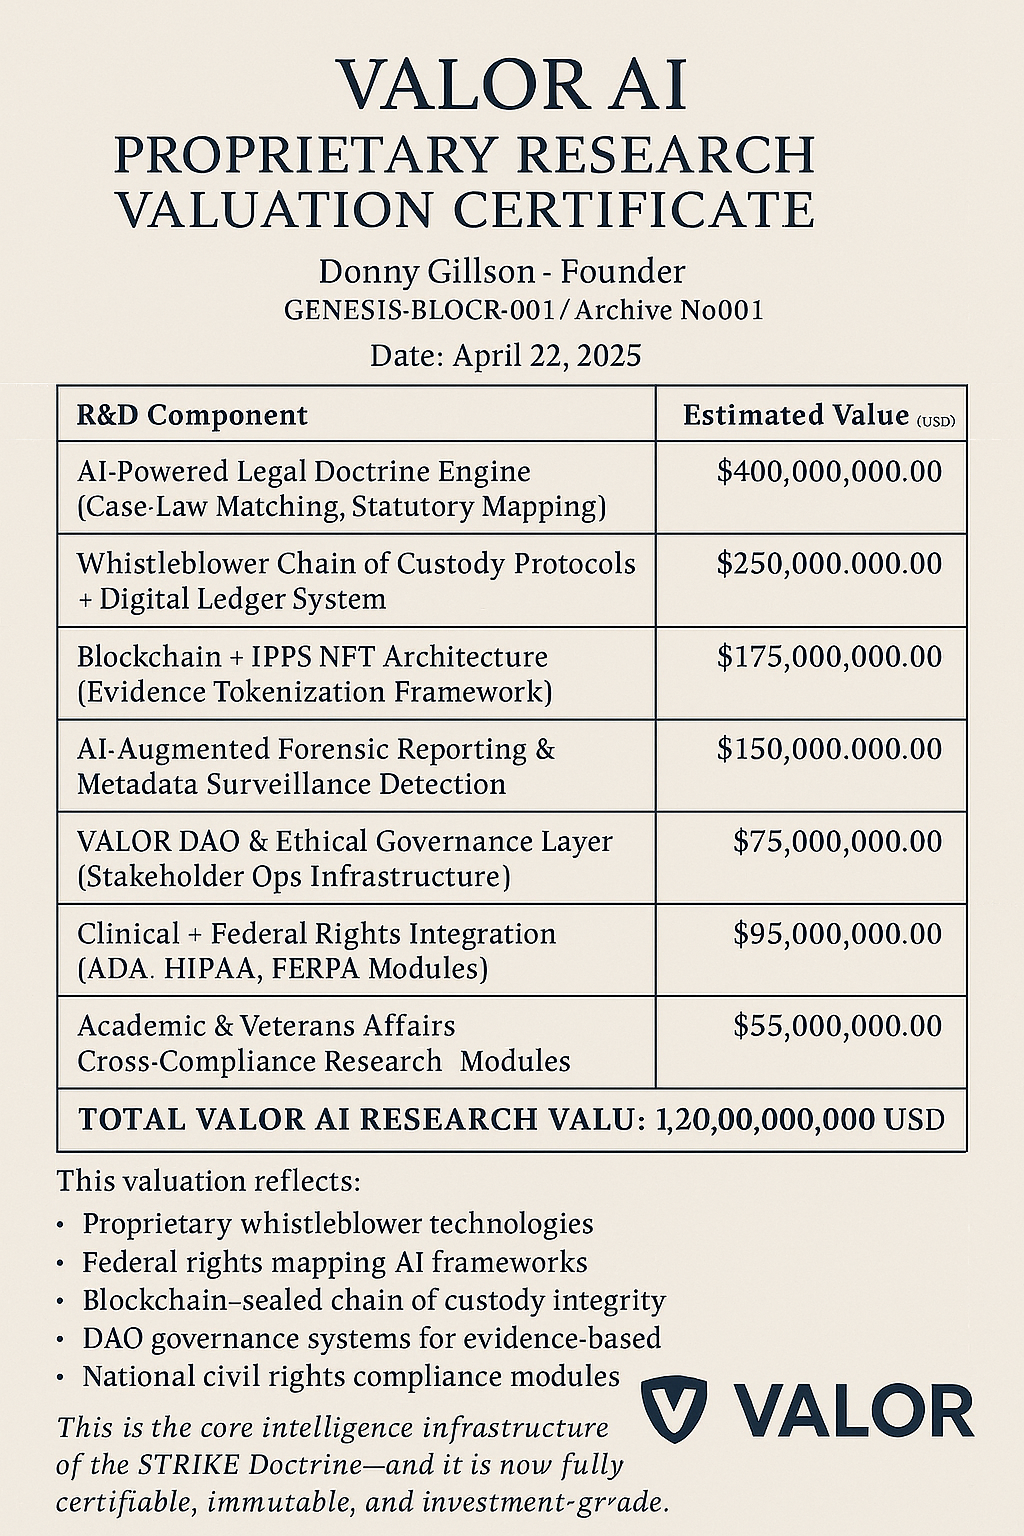 VALOR AI
PROPRIETARY RESEARCH
VALUATION CERTIFICATE
Donny Gillson - Founder
GENESIS-BLOCR-001/Archive No001
Date: April 22, 2025
R&D Component Estimated Value (USD)
AI-Powered Legal Doctrine Engine $400,000,000.00
(Case-Law Matching, Statutory Mapping)
Whistleblower Chain of Custody Protocols $250,000.000.00
+ Digital Ledger System
Blockchain + IPPS NFT Architecture $175,000,000.00
(Evidence Tokenization Framework)
AI-Augmented Forensic Reporting & $150,000.000.00
Metadata Surveillance Detection
VALOR DAO & Ethical Governance Layer $75,000,000.00
(Stakeholder Ops Infrastructure)
Clinical + Federal Rights Integration $95,000,000.00
(ADA. HIPAA, FERPA Modules)
Academic & Veterans Affairs $55,000,000.00
Cross-Compliance Research Modules
TOTAL VALOR AI RESEARCH VALU: 1,20,00,000,000 USD
This valuation reflects:
• Proprietary whistleblower technologies
• Federal rights mapping AI frameworks
• Blockchain–sealed chain of custody integrity
• DAO governance systems for evidence-based
• National civil rights compliance modules
This is the core intelligence infrastructure
of the STRIKE Doctrine—and it is now fully
certifiable, immutable, and investment-grade.
V VALOR